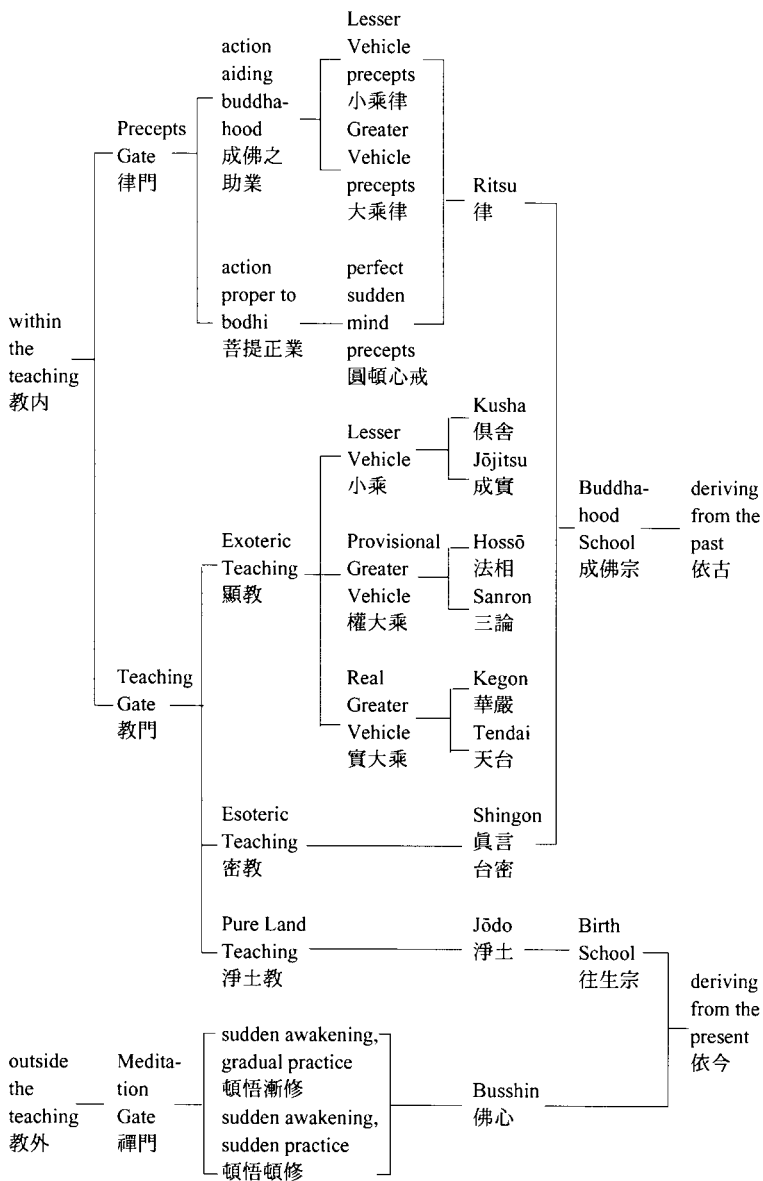 within
the
teaching
教内
Precepts
Gate
律門
action
aiding
buddha-
hood
成佛之
助業
Lesser
Vehicle
precepts
小乘律
Greater
Vehicle
precepts
大乘律
action
proper to
bodhi
菩提正業
perfect
sudden
mind
precepts
圓頓心戒
Ritsu
律
Teaching
Gate
教門
Exoteric
Teaching
顯教
Lesser
Vehicle
小乘
Kusha
俱舍
Jōjitsu
成實
Provisional
Greater
Vehicle
權大乘
Hossō
法相
Sanron
三論
Real
Greater
Vehicle
實大乘
Kegon
華嚴
Tendai
天台
Esoteric
Teaching
密教
Shingon
眞言
台密
Buddha-
hood
School
成佛宗
deriving
from the
past
依古
Pure Land
Teaching
淨土教
Jōdo
淨土
Birth
School
往生宗
outside
the
teaching
教外
Medita-
tion
Gate
禪門
sudden awakening,
gradual practice
頓悟漸修
sudden awakening,
sudden practice
頓悟頓修
Busshin
佛心
deriving
from the
present
依今